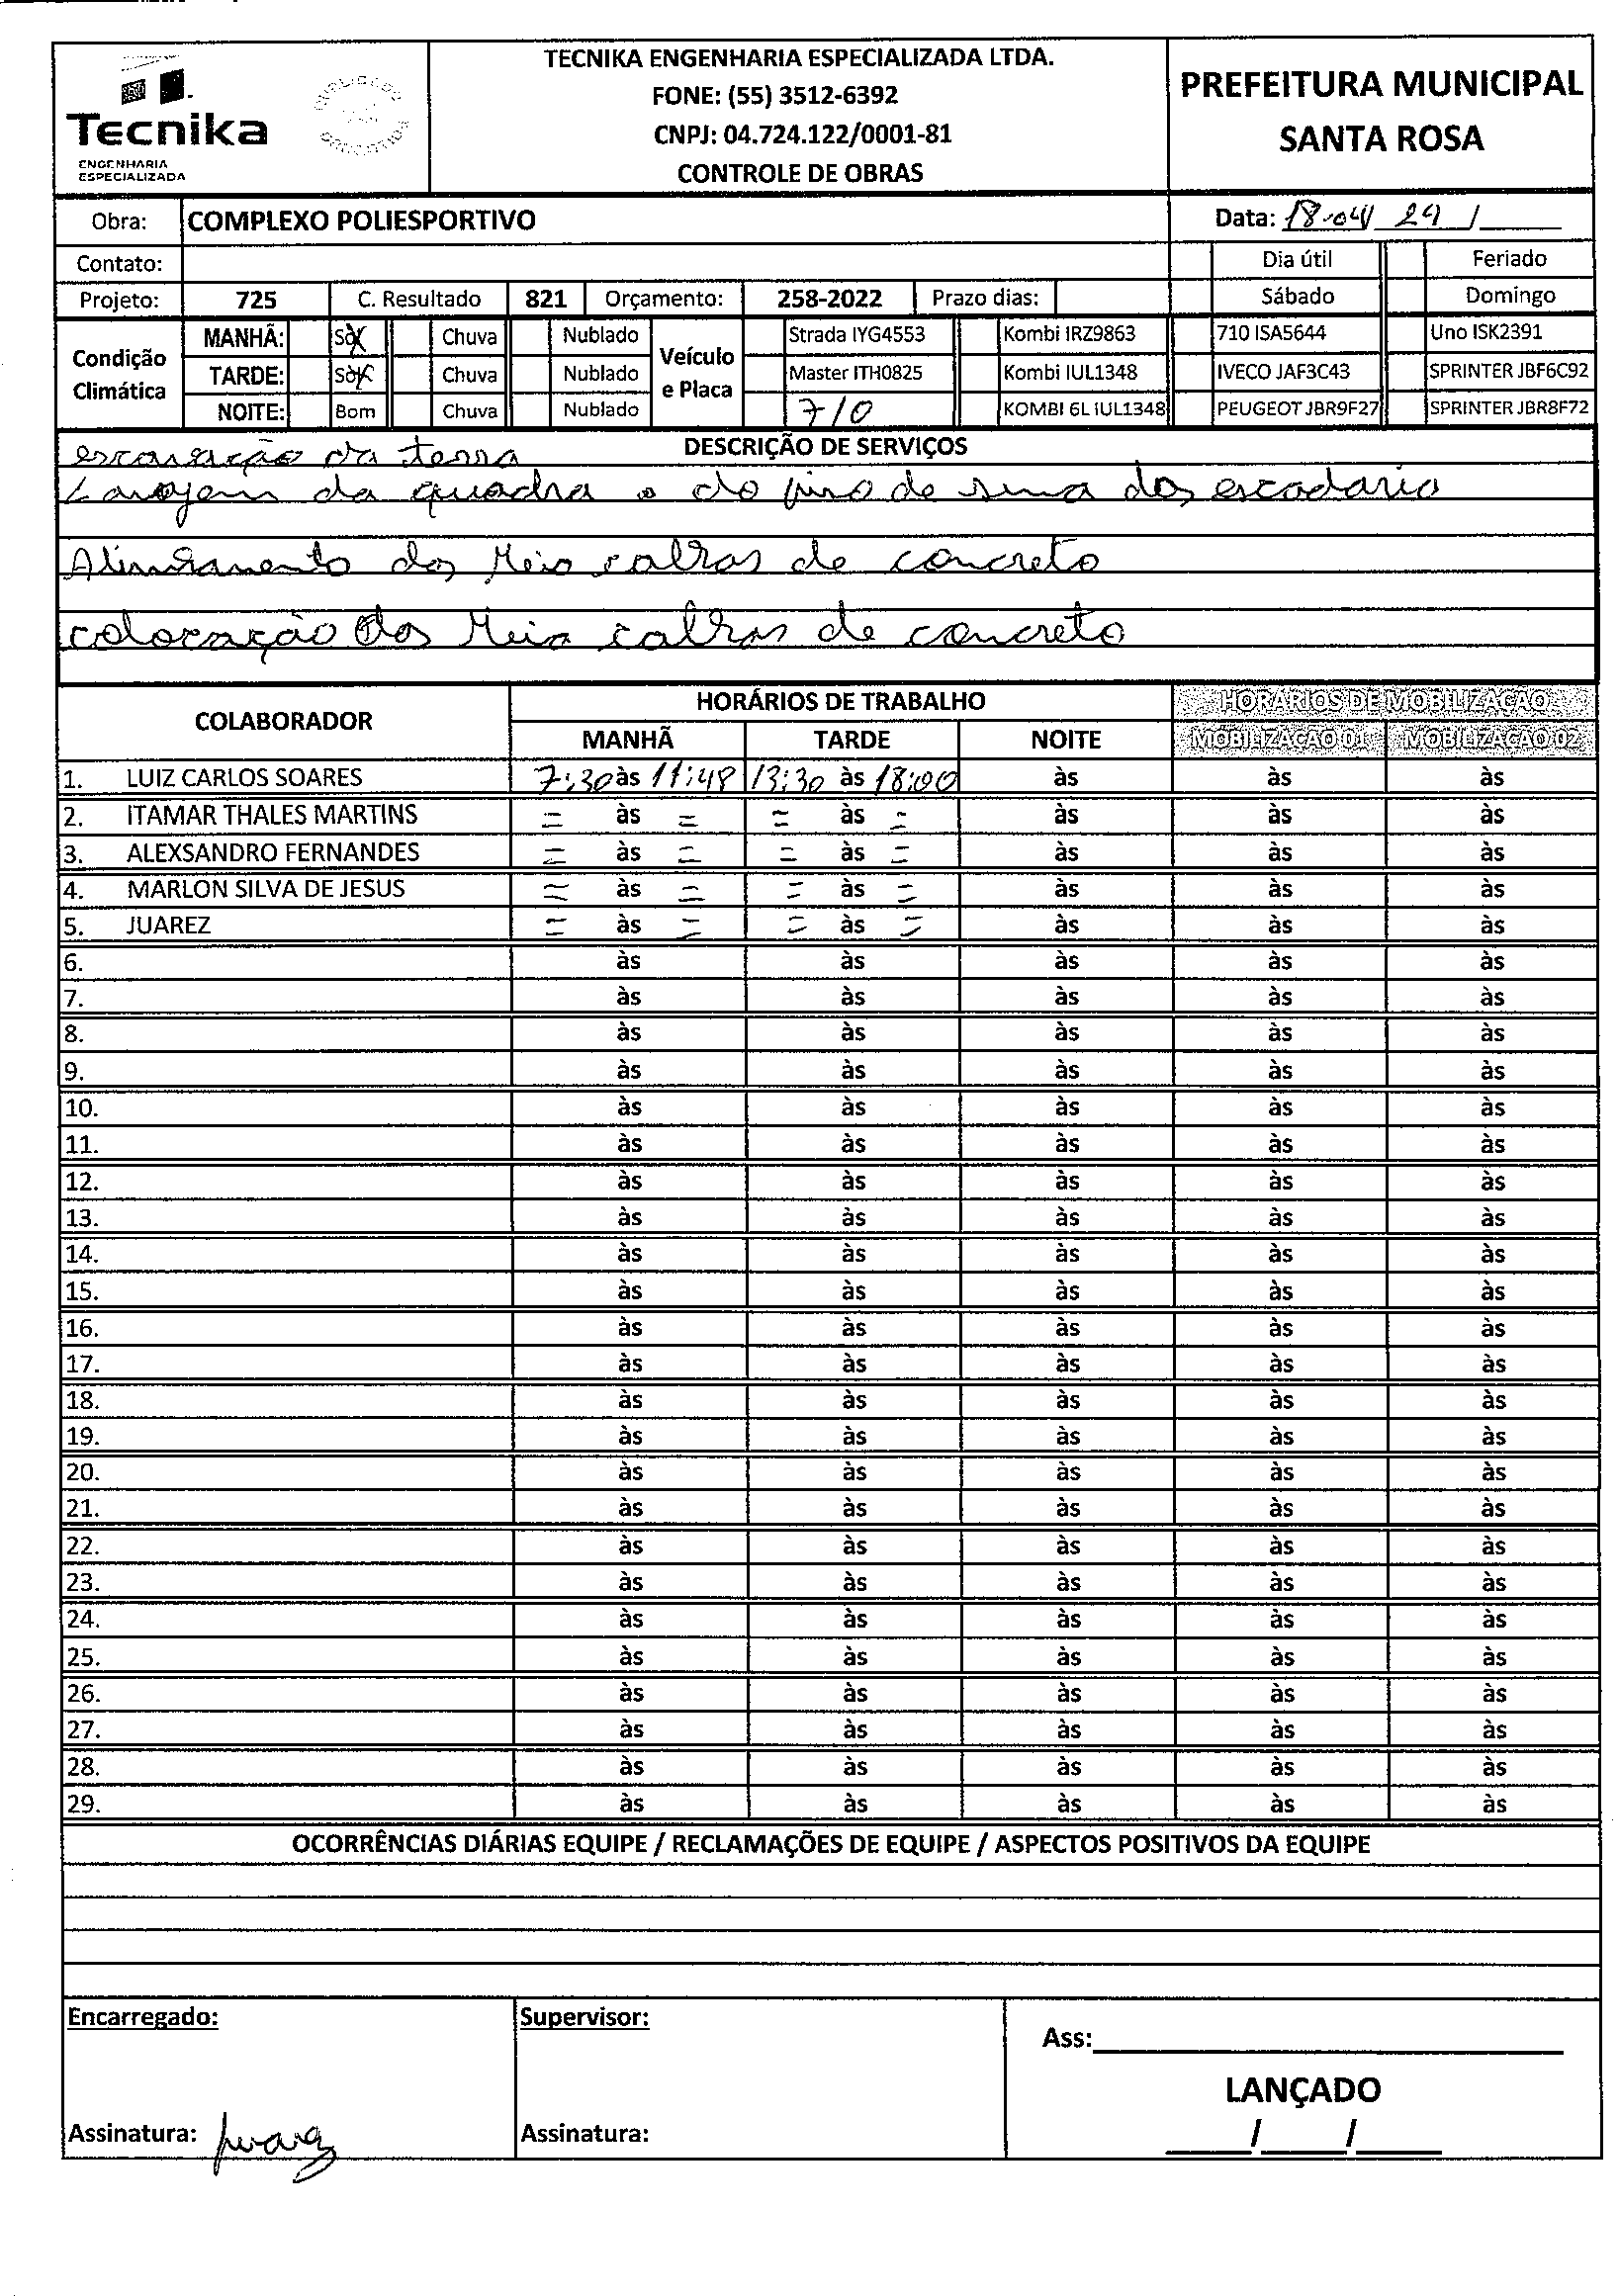 Tecnika
ENGENHARIA
ESPECIALIZADA
TECNIKA ENGENHARIA ESPECIALIZADA LTDA.
FONE: (55) 3512-6392
CNPJ: 04.724.122/0001-81
CONTROLE DE OBRAS
PREFEITURA MUNICIPAL
SANTA ROSA
Obra: COMPLEXO POLIESPORTIVO Data: 18-04/ 24 /
Contato: Dia útil Feriado
Projeto: 725 C. Resultado 821 Orçamento: 258-2022 Prazo dias: Sábado Domingo
Condição Climática
MANHÃ: Sol Chuva Nublado
TARDE: Sol Chuva Nublado
NOITE: Bom Chuva Nublado
Veículo e Placa
Strada IYG4553 Kombi IRZ9863 710 ISA5644 Uno ISK2391
Master ITH0825 Kombi IUL1348 IVECO JAF3C43 SPRINTER JBF6C92
710 KOMBI 6L IUL1348 PEUGEOT JBR9F27 SPRINTER JBR8F72
DESCRIÇÃO DE SERVIÇOS
escavação da terra
Lavagem da quadra e do piso de sima dos escadario
Alinhamento dos Meio calhas de concreto
colocação dos Meia calhas de concreto
COLABORADOR HORÁRIOS DE TRABALHO HORÁRIOS DE MOBILIZAÇÃO
MANHÃ TARDE NOITE MOBILIZAÇÃO 01 MOBILIZAÇÃO 02
1. LUIZ CARLOS SOARES 7:30 às 11:48 13:30 às 18:00 às às às
2. ITAMAR THALES MARTINS = às = = às = às às às
3. ALEXSANDRO FERNANDES = às = = às = às às às
4. MARLON SILVA DE JESUS = às = = às = às às às
5. JUAREZ = às = = às = às às às
6. às às às às às
7. às às às às às
8. às às às às às
9. às às às às às
10. às às às às às
11. às às às às às
12. às às às às às
13. às às às às às
14. às às às às às
15. às às às às às
16. às às às às às
17. às às às às às
18. às às às às às
19. às às às às às
20. às às às às às
21. às às às às às
22. às às às às às
23. às às às às às
24. às às às às às
25. às às às às às
26. às às às às às
27. às às às às às
28. às às às às às
29. às às às às às
OCORRÊNCIAS DIÁRIAS EQUIPE / RECLAMAÇÕES DE EQUIPE / ASPECTOS POSITIVOS DA EQUIPE
Encarregado: Supervisor:
Ass:
LANÇADO
Assinatura: Juarez Assinatura: / /